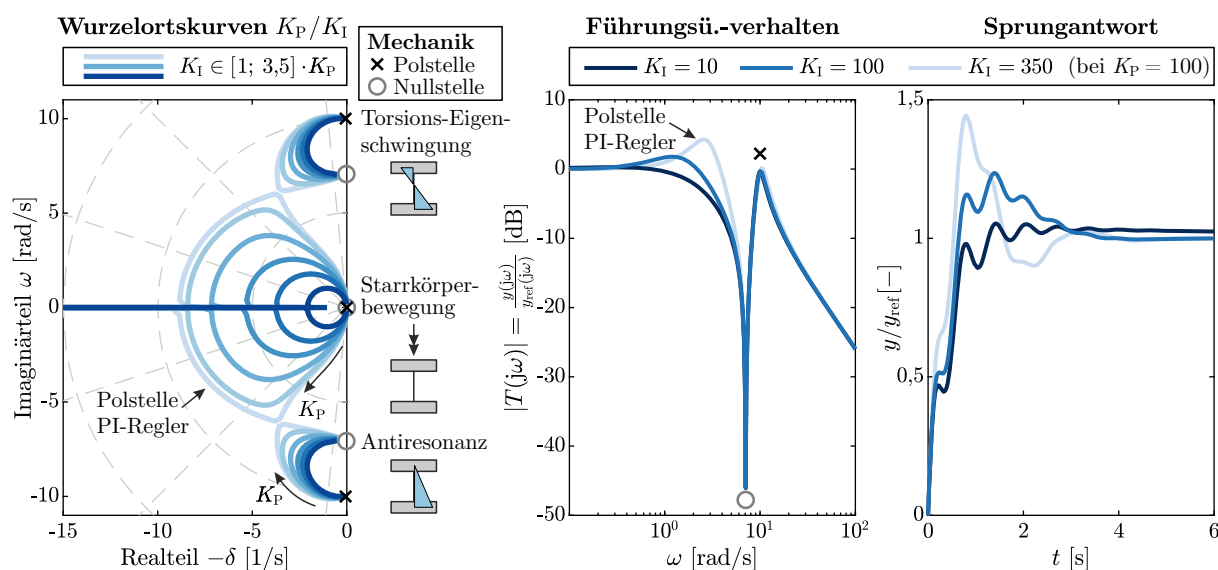 Wurzelortskurven K_P/K_I
K_I ∈ [1; 3,5] · K_P
Mechanik
Polstelle
Nullstelle
Torsions-Eigen-
schwingung
Starrkörper-
bewegung
Antiresonanz
Polstelle
PI-Regler
K_P
K_P
Imaginärteil ω [rad/s]
10
5
0
-5
-10
-15
-10
-5
0
Realteil −δ [1/s]
Führungsü.-verhalten
Sprungantwort
K_I = 10
K_I = 100
K_I = 350
(bei K_P = 100)
Polstelle
PI-Regler
|T(jω)| = y(jω)/y_ref(jω) [dB]
10
0
-10
-20
-30
-40
-50
10^0
10^1
10^2
ω [rad/s]
y/y_ref [−]
1,5
1
0,5
0
0
2
4
6
t [s]